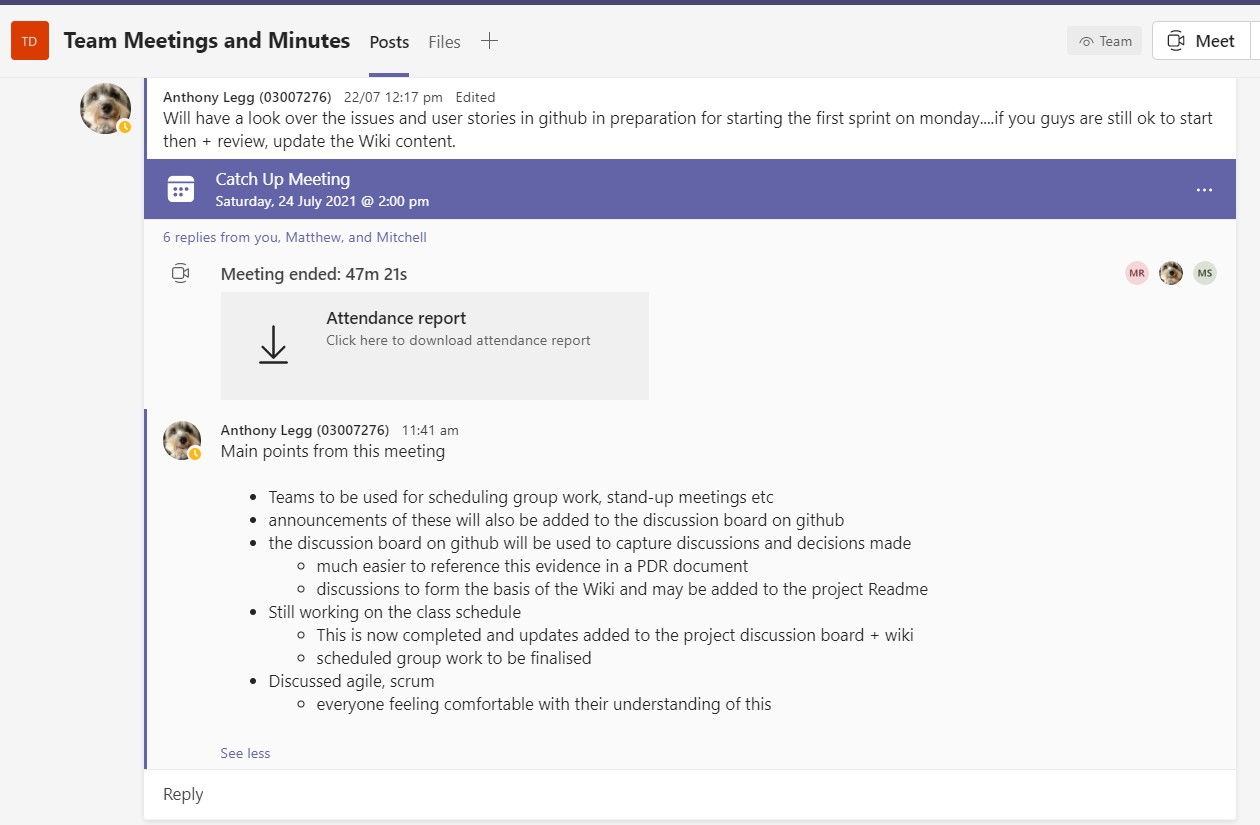 TD Team Meetings and Minutes Posts Files Team Meet
Anthony Legg (03007276) 22/07 12:17 pm Edited
Will have a look over the issues and user stories in github in preparation for starting the first sprint on monday....if you guys are still ok to start
then + review, update the Wiki content.
Catch Up Meeting
Saturday, 24 July 2021 @ 2:00 pm
6 replies from you, Matthew, and Mitchell
Meeting ended: 47m 21s MR MS
Attendance report
Click here to download attendance report
Anthony Legg (03007276) 11:41 am
Main points from this meeting
• Teams to be used for scheduling group work, stand-up meetings etc
• announcements of these will also be added to the discussion board on github
• the discussion board on github will be used to capture discussions and decisions made
○ much easier to reference this evidence in a PDR document
○ discussions to form the basis of the Wiki and may be added to the project Readme
• Still working on the class schedule
○ This is now completed and updates added to the project discussion board + wiki
○ scheduled group work to be finalised
• Discussed agile, scrum
○ everyone feeling comfortable with their understanding of this
See less
Reply